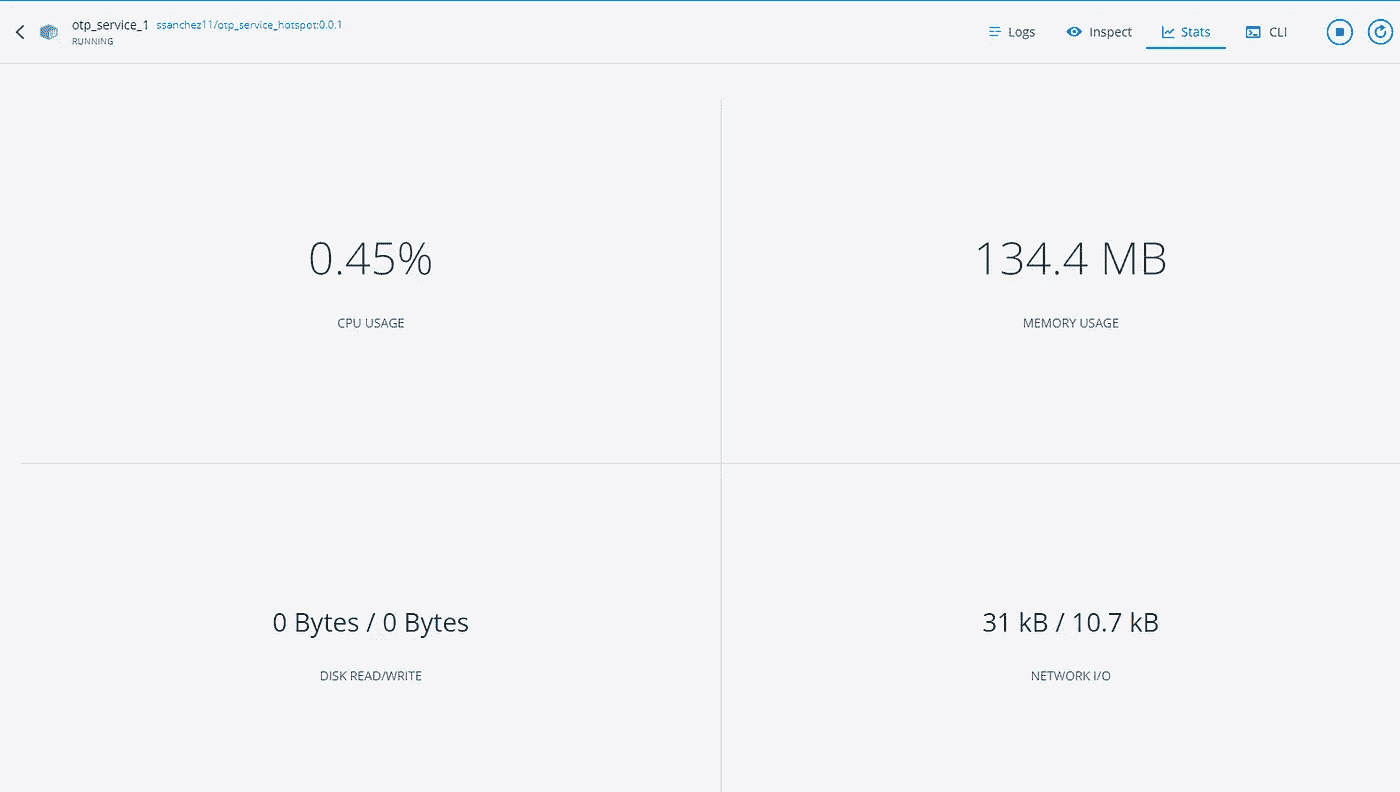 otp_service_1 ssanchez11/otp_service_hotspot:0.0.1
RUNNING
Logs Inspect Stats CLI
0.45% 134.4 MB
CPU USAGE MEMORY USAGE
0 Bytes / 0 Bytes 31 kB / 10.7 kB
DISK READ/WRITE NETWORK I/O